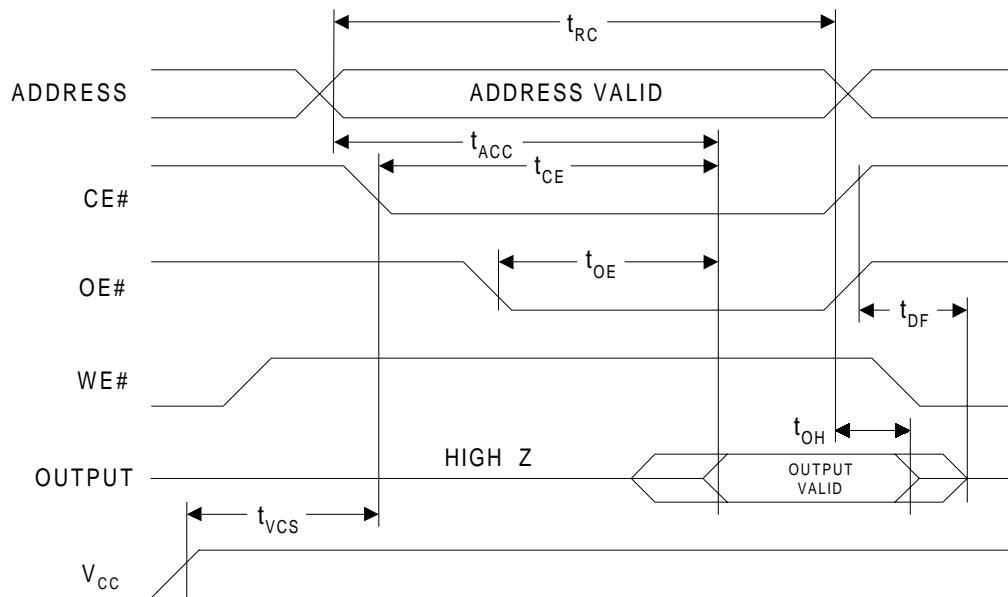 tRC
ADDRESS
ADDRESS VALID
tACC
tCE
CE#
tOE
OE#
tDF
WE#
tOH
HIGH Z
OUTPUT
OUTPUT
VALID
tVCS
VCC